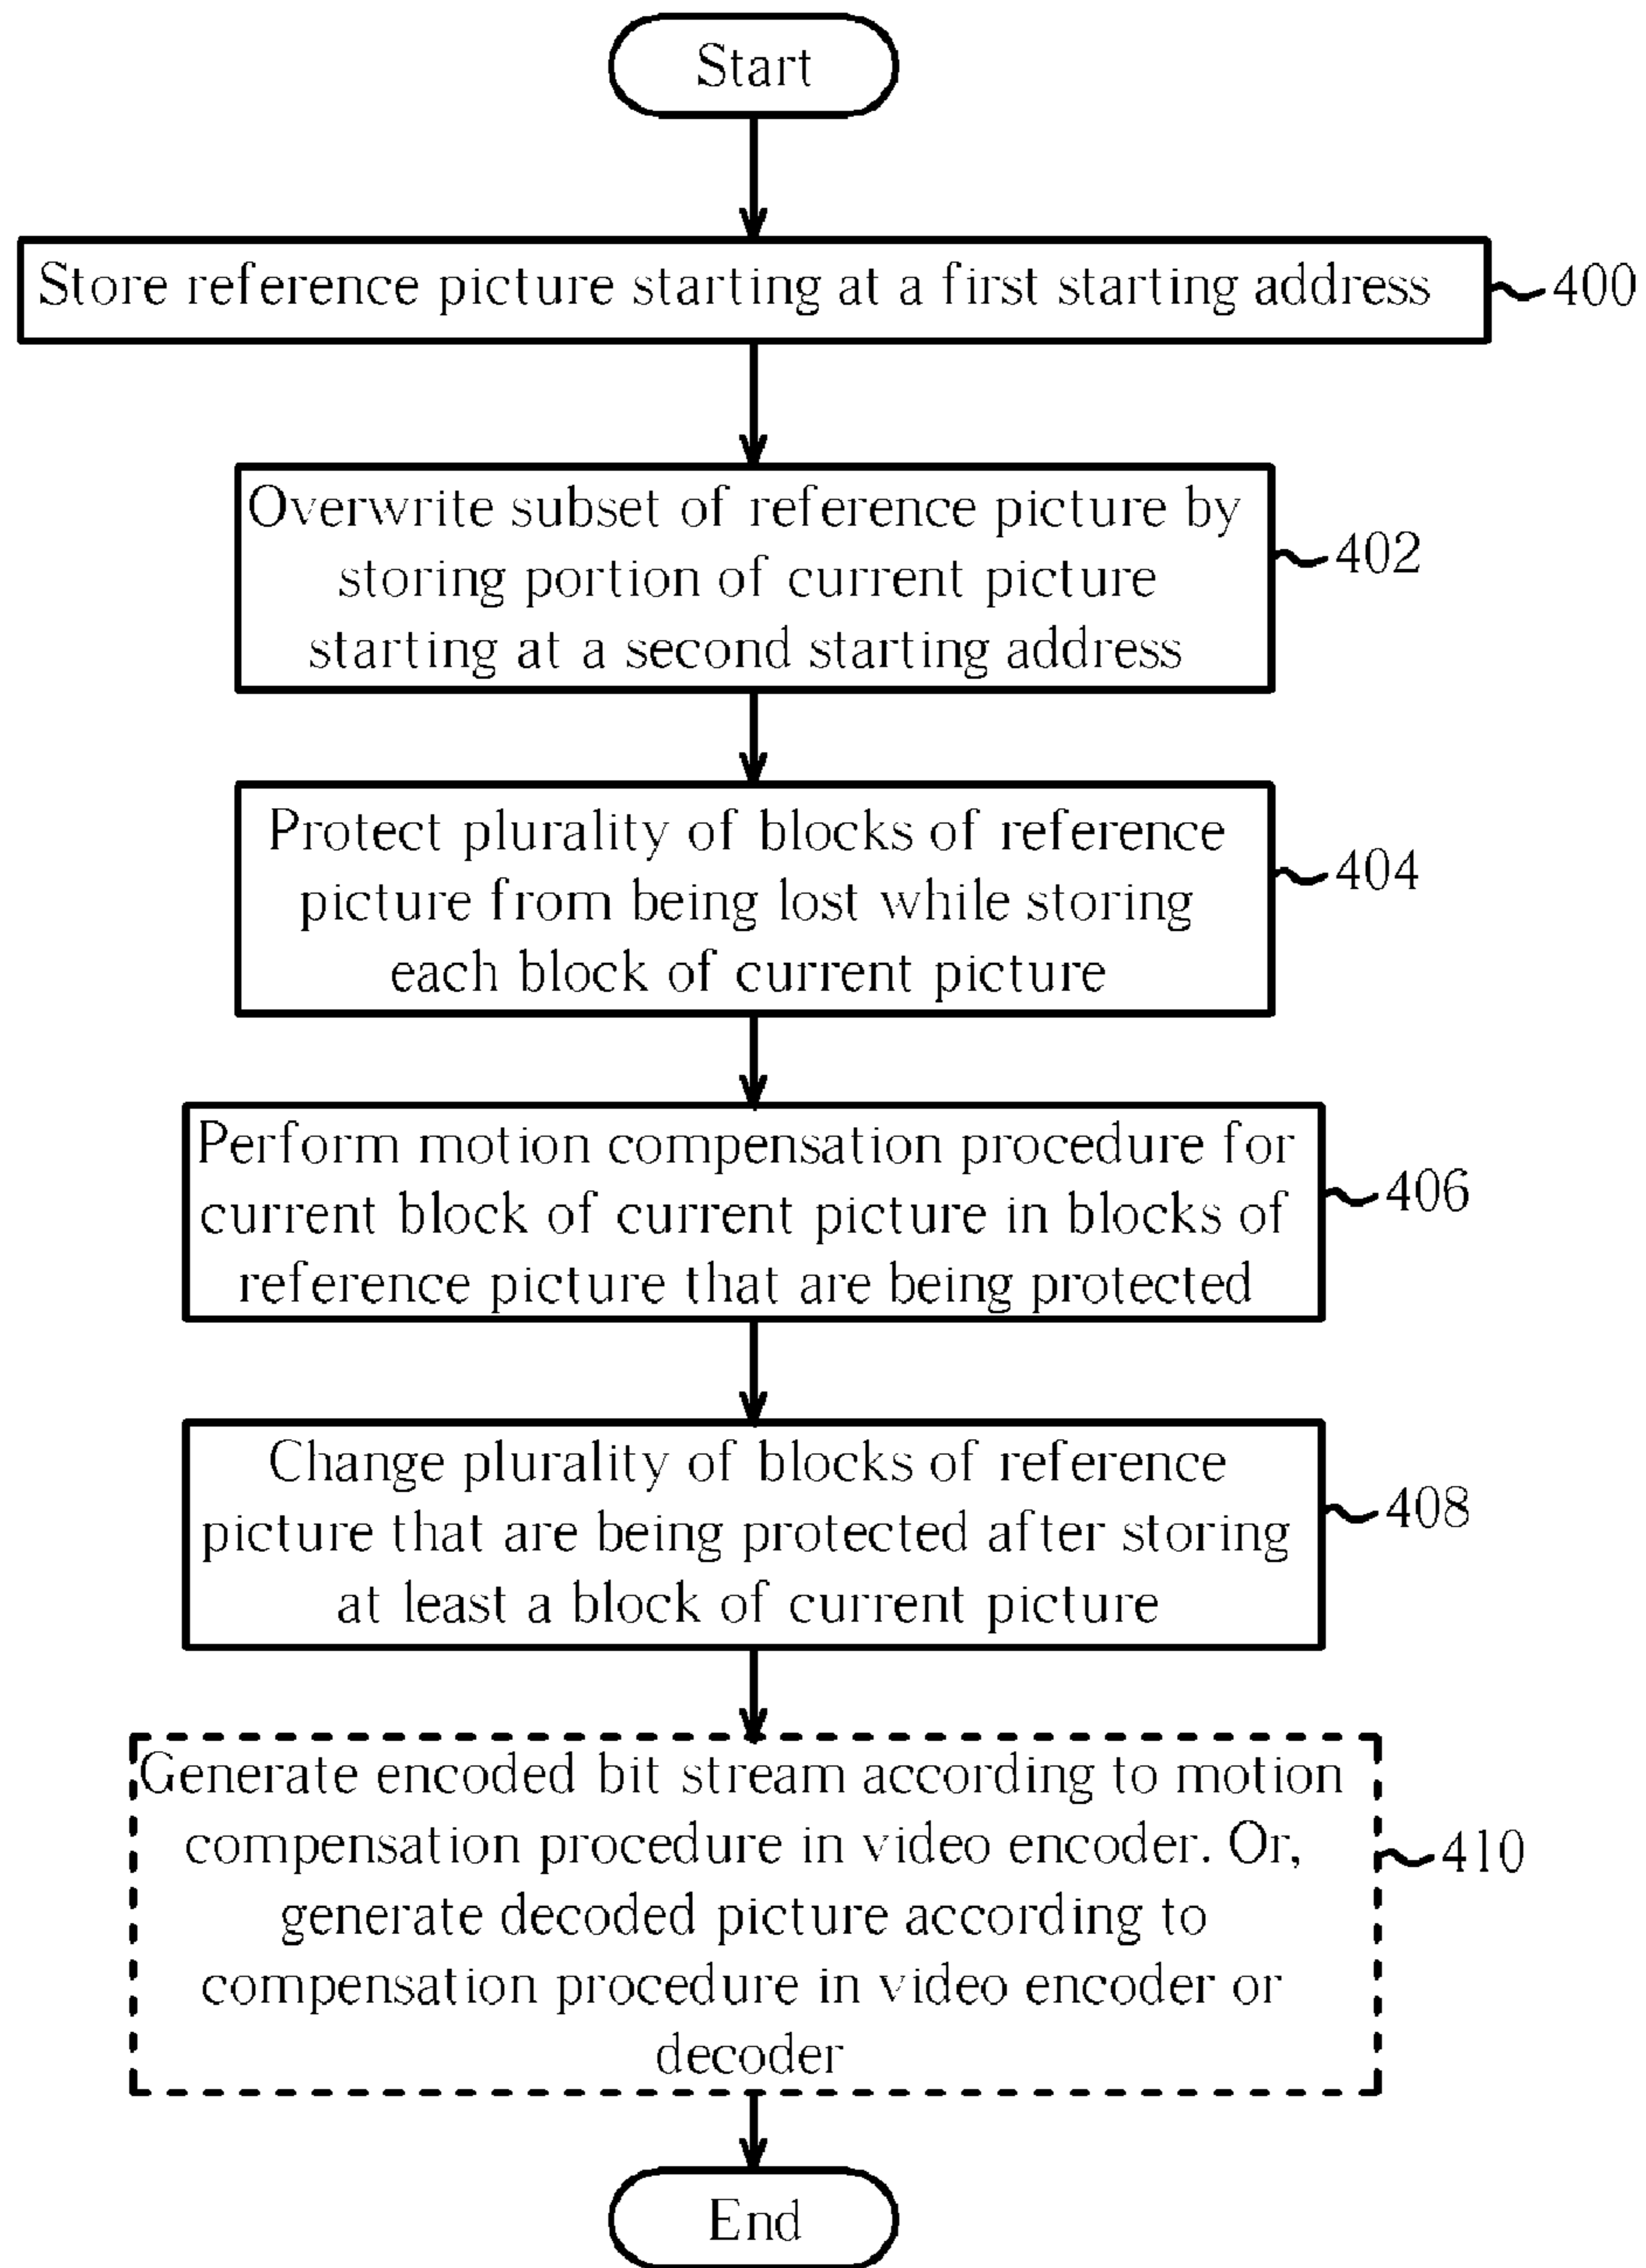 Start
Store reference picture starting at a first starting address
400
Overwrite subset of reference picture by
storing portion of current picture
starting at a second starting address
402
Protect plurality of blocks of reference
picture from being lost while storing
each block of current picture
404
Perform motion compensation procedure for
current block of current picture in blocks of
reference picture that are being protected
406
Change plurality of blocks of reference
picture that are being protected after storing
at least a block of current picture
408
Generate encoded bit stream according to motion
compensation procedure in video encoder. Or,
generate decoded picture according to
compensation procedure in video encoder or
decoder
410
End